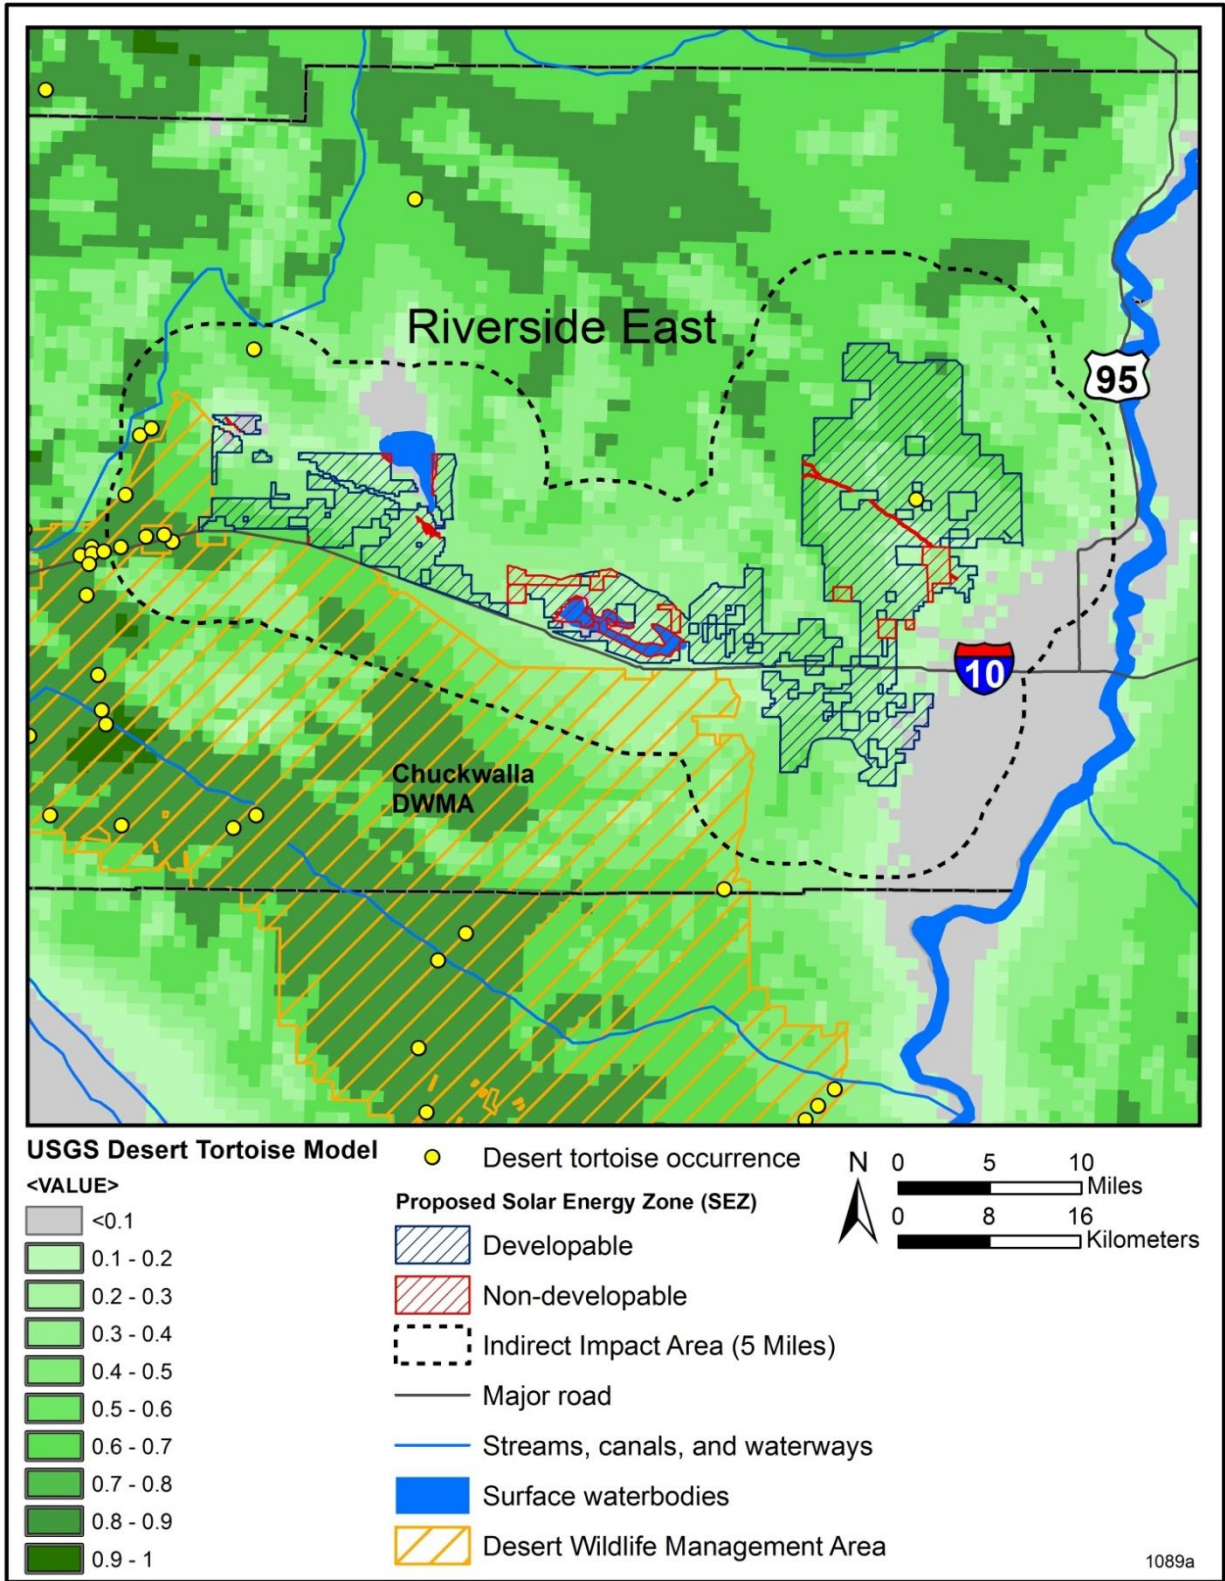 Riverside East
95
10
Chuckwalla
DWMA
USGS Desert Tortoise Model
<VALUE>
<0.1
0.1 - 0.2
0.2 - 0.3
0.3 - 0.4
0.4 - 0.5
0.5 - 0.6
0.6 - 0.7
0.7 - 0.8
0.8 - 0.9
0.9 - 1
Desert tortoise occurrence
Proposed Solar Energy Zone (SEZ)
Developable
Non-developable
Indirect Impact Area (5 Miles)
Major road
Streams, canals, and waterways
Surface waterbodies
Desert Wildlife Management Area
N
0 5 10
Miles
0 8 16
Kilometers
1089a